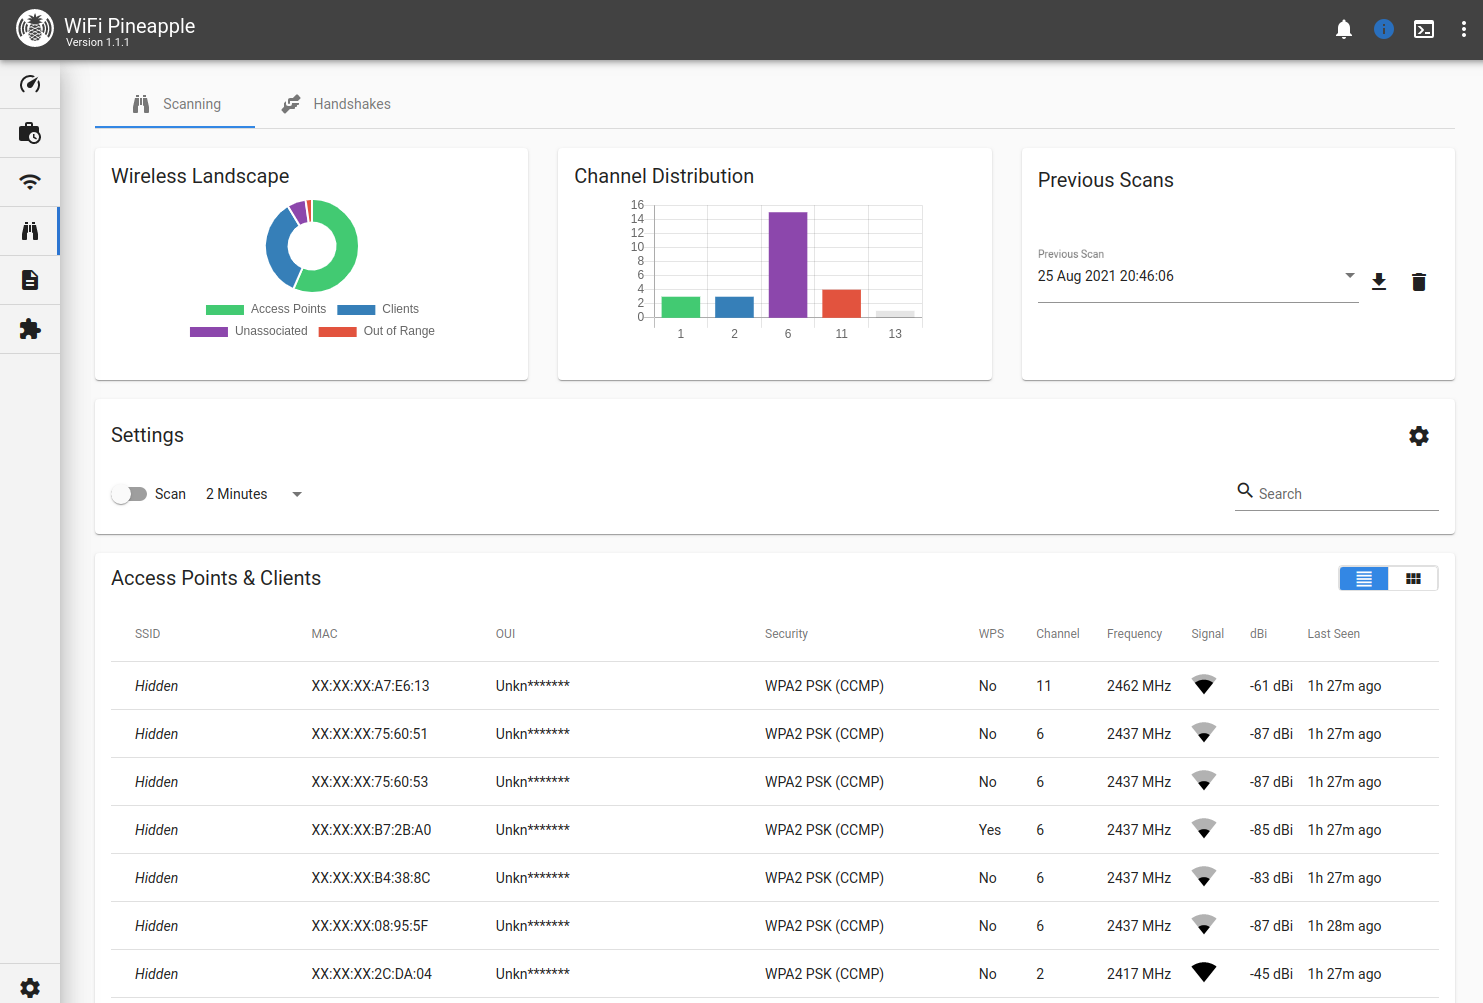 WiFi Pineapple
Version 1.1.1
Scanning
Handshakes
Wireless Landscape
Access Points
Clients
Unassociated
Out of Range
Channel Distribution
16
14
12
10
8
6
4
2
0
1 2 6 11 13
Previous Scans
Previous Scan
25 Aug 2021 20:46:06
Settings
Scan 2 Minutes
Search
Access Points & Clients
SSID MAC OUI Security WPS Channel Frequency Signal dBi Last Seen
Hidden XX:XX:XX:A7:E6:13 Unkn******* WPA2 PSK (CCMP) No 11 2462 MHz -61 dBi 1h 27m ago
Hidden XX:XX:XX:75:60:51 Unkn******* WPA2 PSK (CCMP) No 6 2437 MHz -87 dBi 1h 27m ago
Hidden XX:XX:XX:75:60:53 Unkn******* WPA2 PSK (CCMP) No 6 2437 MHz -87 dBi 1h 27m ago
Hidden XX:XX:XX:B7:2B:A0 Unkn******* WPA2 PSK (CCMP) Yes 6 2437 MHz -85 dBi 1h 27m ago
Hidden XX:XX:XX:B4:38:8C Unkn******* WPA2 PSK (CCMP) No 6 2437 MHz -83 dBi 1h 27m ago
Hidden XX:XX:XX:08:95:5F Unkn******* WPA2 PSK (CCMP) No 6 2437 MHz -87 dBi 1h 28m ago
Hidden XX:XX:XX:2C:DA:04 Unkn******* WPA2 PSK (CCMP) No 2 2417 MHz -45 dBi 1h 27m ago